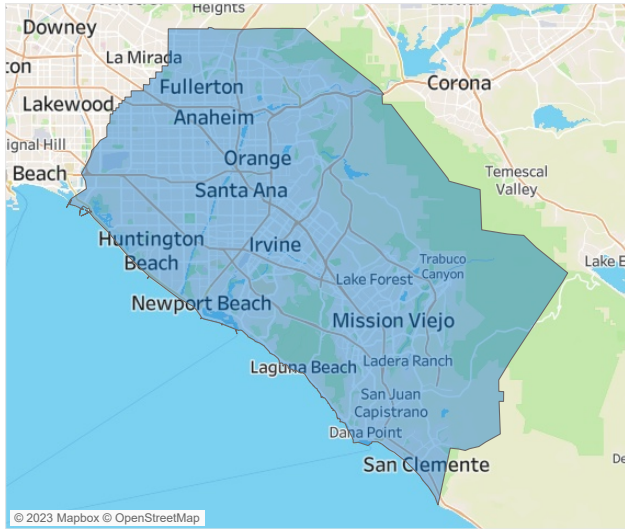 Heights
Downey
La Mirada
ton
Fullerton
Corona
Lakewood
Anaheim
ignal Hill
Orange
Beach
Temescal
Valley
Santa Ana
Huntington
Beach
Irvine
Trabuco
Canyon
Lake E
Lake Forest
Newport Beach
Mission Viejo
Laguna Beach
Ladera Ranch
San Juan
Capistrano
Dana Point
San Clemente
De
© 2023 Mapbox © OpenStreetMap